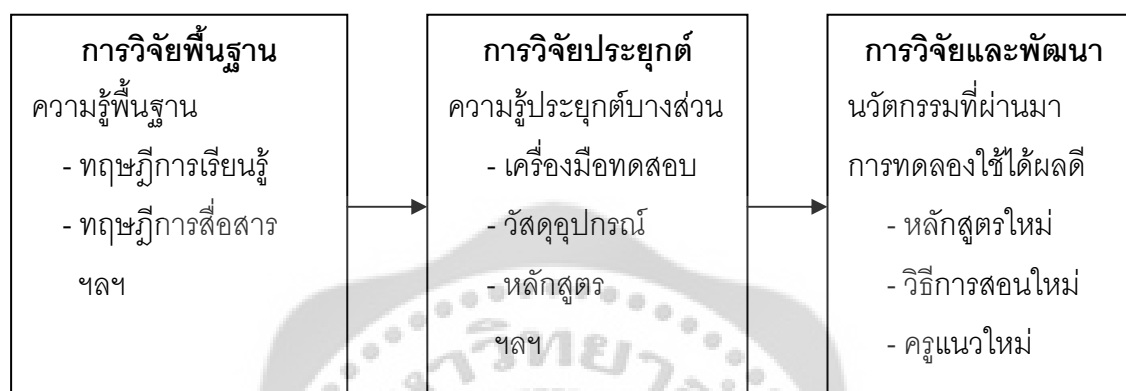 การวิจัยพื้นฐาน
ความรู้พื้นฐาน
- ทฤษฎีการเรียนรู้
- ทฤษฎีการสื่อสาร
ฯลฯ
การวิจัยประยุกต์
ความรู้ประยุกต์บางส่วน
- เครื่องมือทดสอบ
- วัสดุอุปกรณ์
- หลักสูตร
ฯลฯ
การวิจัยและพัฒนา
นวัตกรรมที่ผ่านมา
การทดลองใช้ได้ผลดี
- หลักสูตรใหม่
- วิธีการสอนใหม่
- ครูแนวใหม่